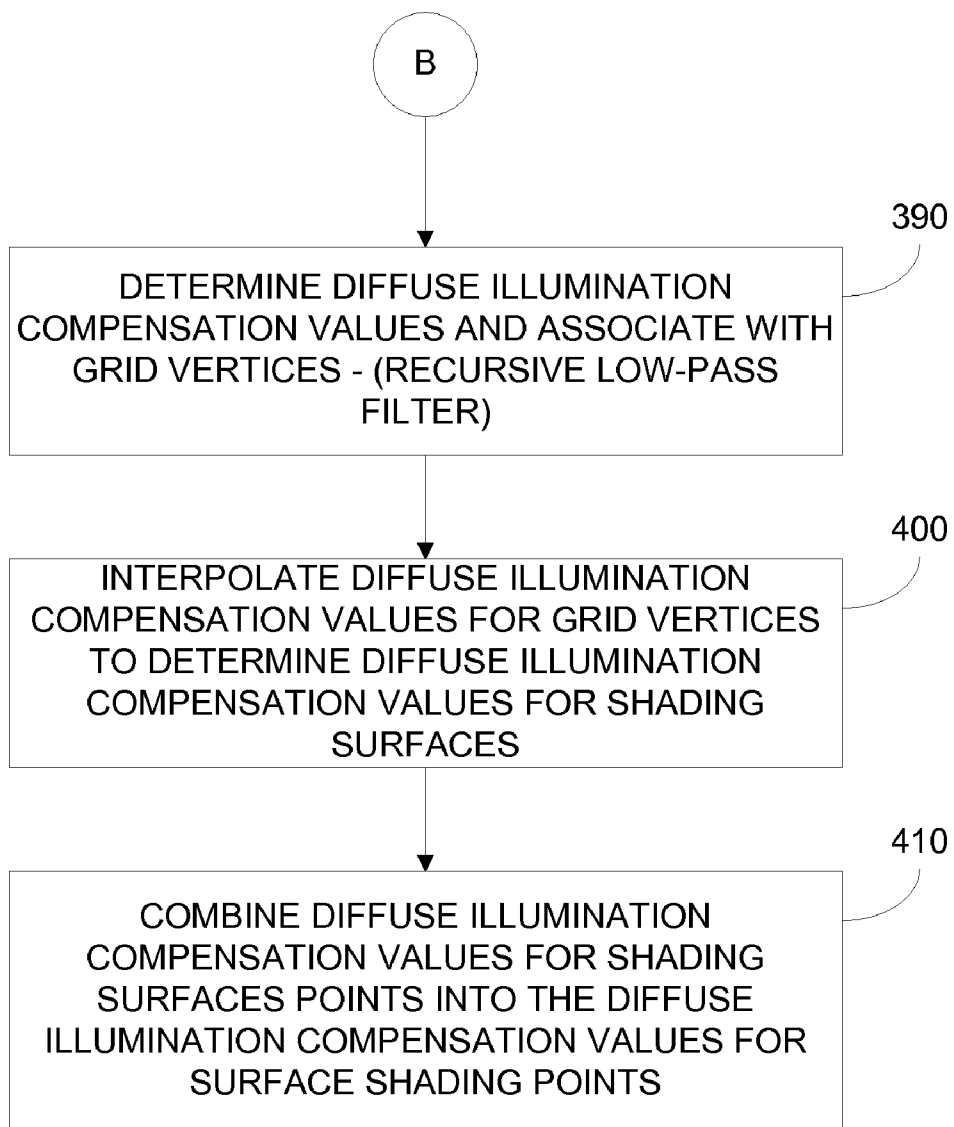 B
390
DETERMINE DIFFUSE ILLUMINATION
COMPENSATION VALUES AND ASSOCIATE WITH
GRID VERTICES - (RECURSIVE LOW-PASS
FILTER)
400
INTERPOLATE DIFFUSE ILLUMINATION
COMPENSATION VALUES FOR GRID VERTICES
TO DETERMINE DIFFUSE ILLUMINATION
COMPENSATION VALUES FOR SHADING
SURFACES
410
COMBINE DIFFUSE ILLUMINATION
COMPENSATION VALUES FOR SHADING
SURFACES POINTS INTO THE DIFFUSE
ILLUMINATION COMPENSATION VALUES FOR
SURFACE SHADING POINTS